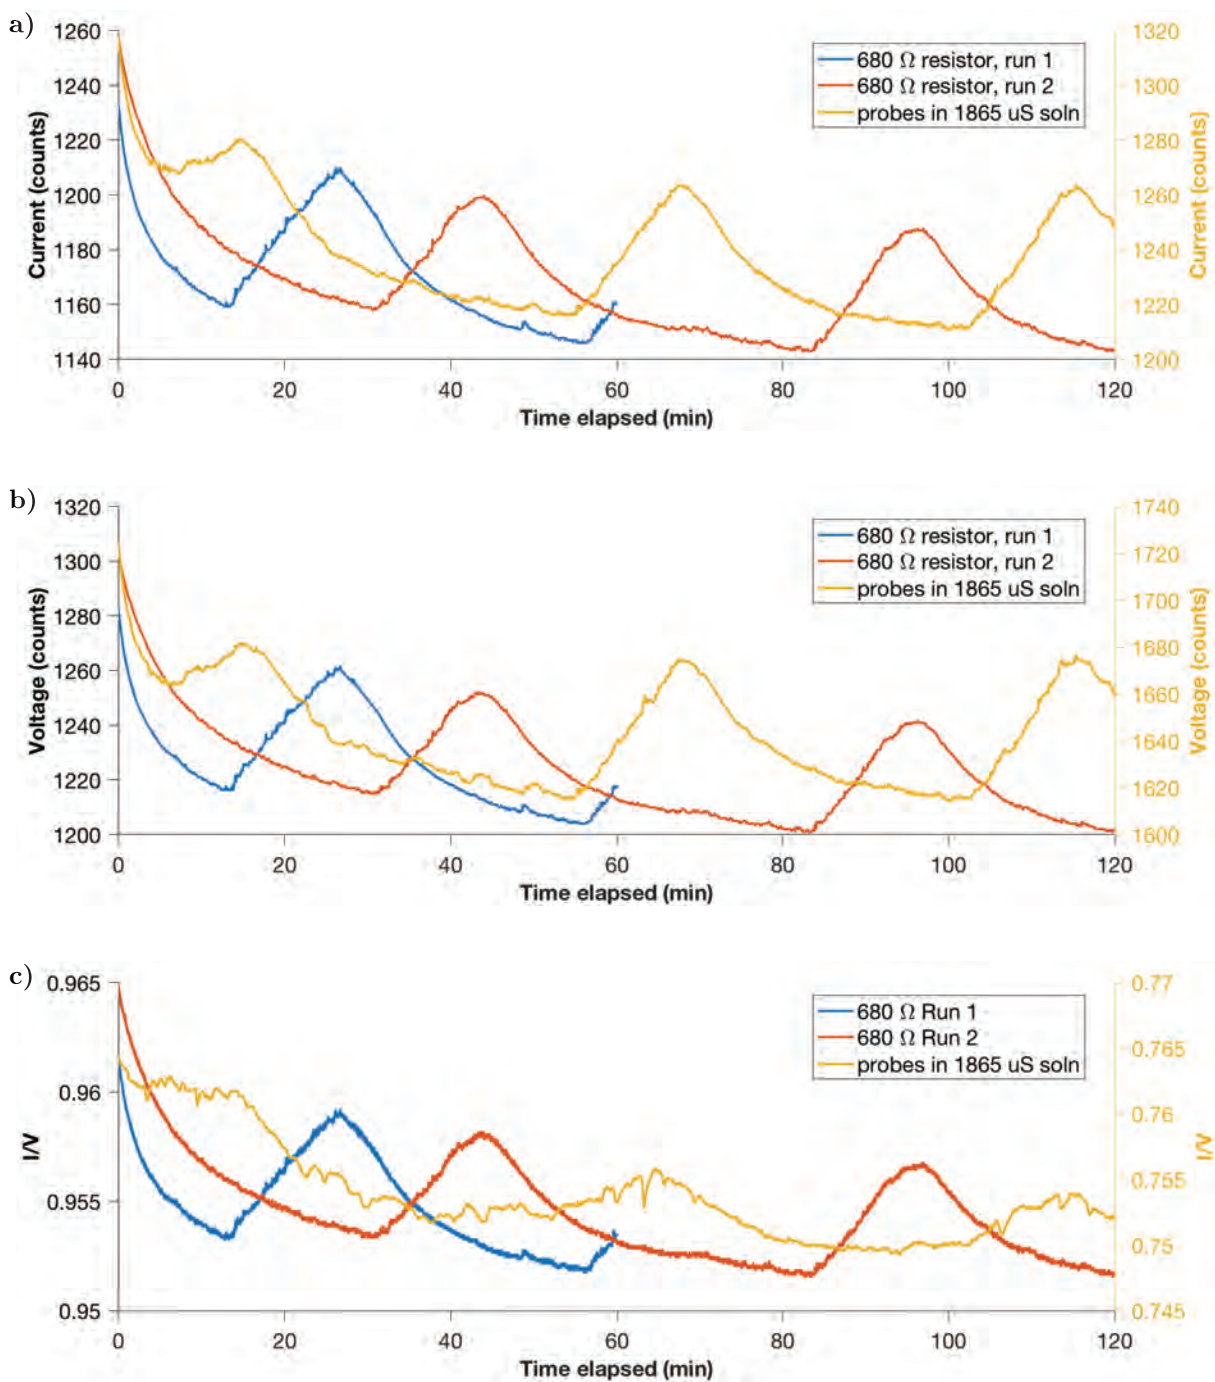 a)
1260
1240
1220
1200
1180
1160
1140
Current (counts)
680 Ω resistor, run 1
680 Ω resistor, run 2
probes in 1865 uS soln
1320
1300
1280
1260
1240
1220
1200
Current (counts)
0 20 40 60 80 100 120
Time elapsed (min)
b)
1320
1300
1280
1260
1240
1220
1200
Voltage (counts)
680 Ω resistor, run 1
680 Ω resistor, run 2
probes in 1865 uS soln
1740
1720
1700
1680
1660
1640
1620
1600
Voltage (counts)
0 20 40 60 80 100 120
Time elapsed (min)
c)
0.965
0.96
0.955
0.95
I/V
680 Ω Run 1
680 Ω Run 2
probes in 1865 uS soln
0.77
0.765
0.76
0.755
0.75
0.745
I/V
0 20 40 60 80 100 120
Time elapsed (min)